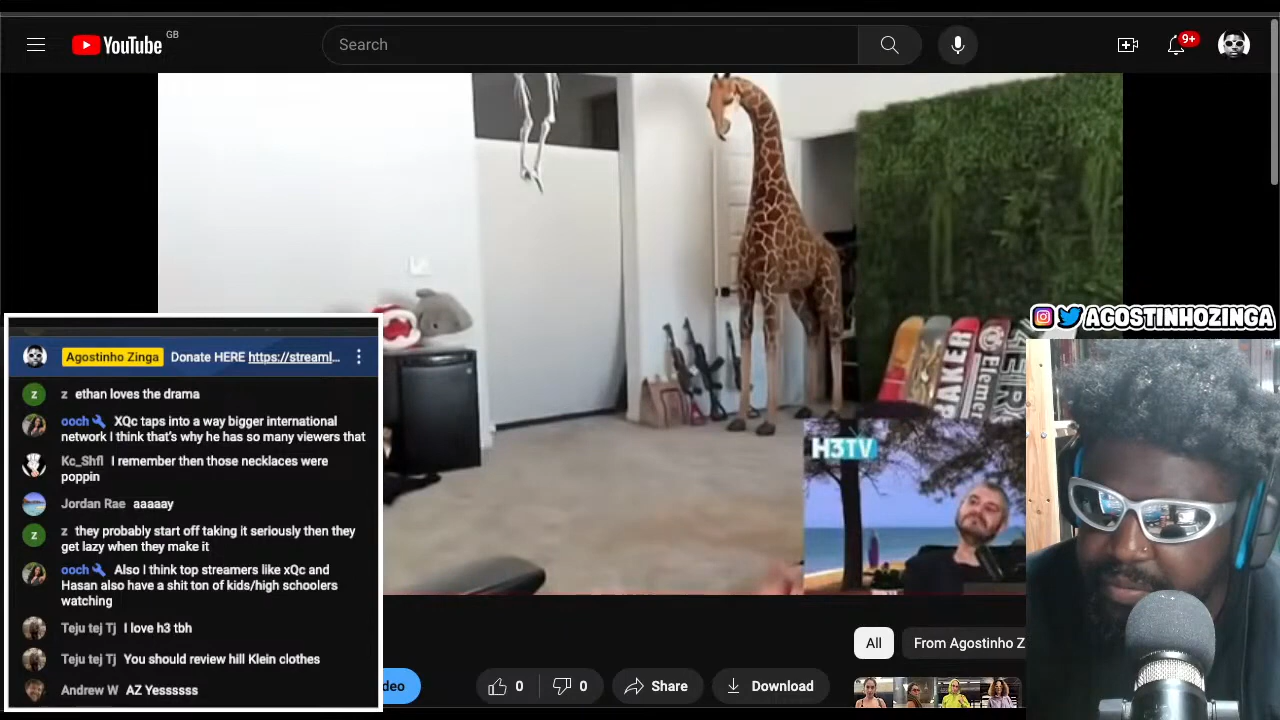 YouTube GB
Search
9+
AGOSTINHOZINGA
Agostinho Zinga Donate HERE https://streaml...
z ethan loves the drama
ooch XQc taps into a way bigger international
network I think that's why he has so many viewers that
Kc_Shfl I remember then those necklaces were
poppin
Jordan Rae aaaaay
z they probably start off taking it seriously then they
get lazy when they make it
ooch Also I think top streamers like xQc and
Hasan also have a shit ton of kids/high schoolers
watching
Teju tej Tj I love h3 tbh
Teju tej Tj You should review hill Klein clothes
Andrew W AZ Yessssss
BAKER
Element
H3TV
All
From Agostinho Z
deo
0
0
Share
Download